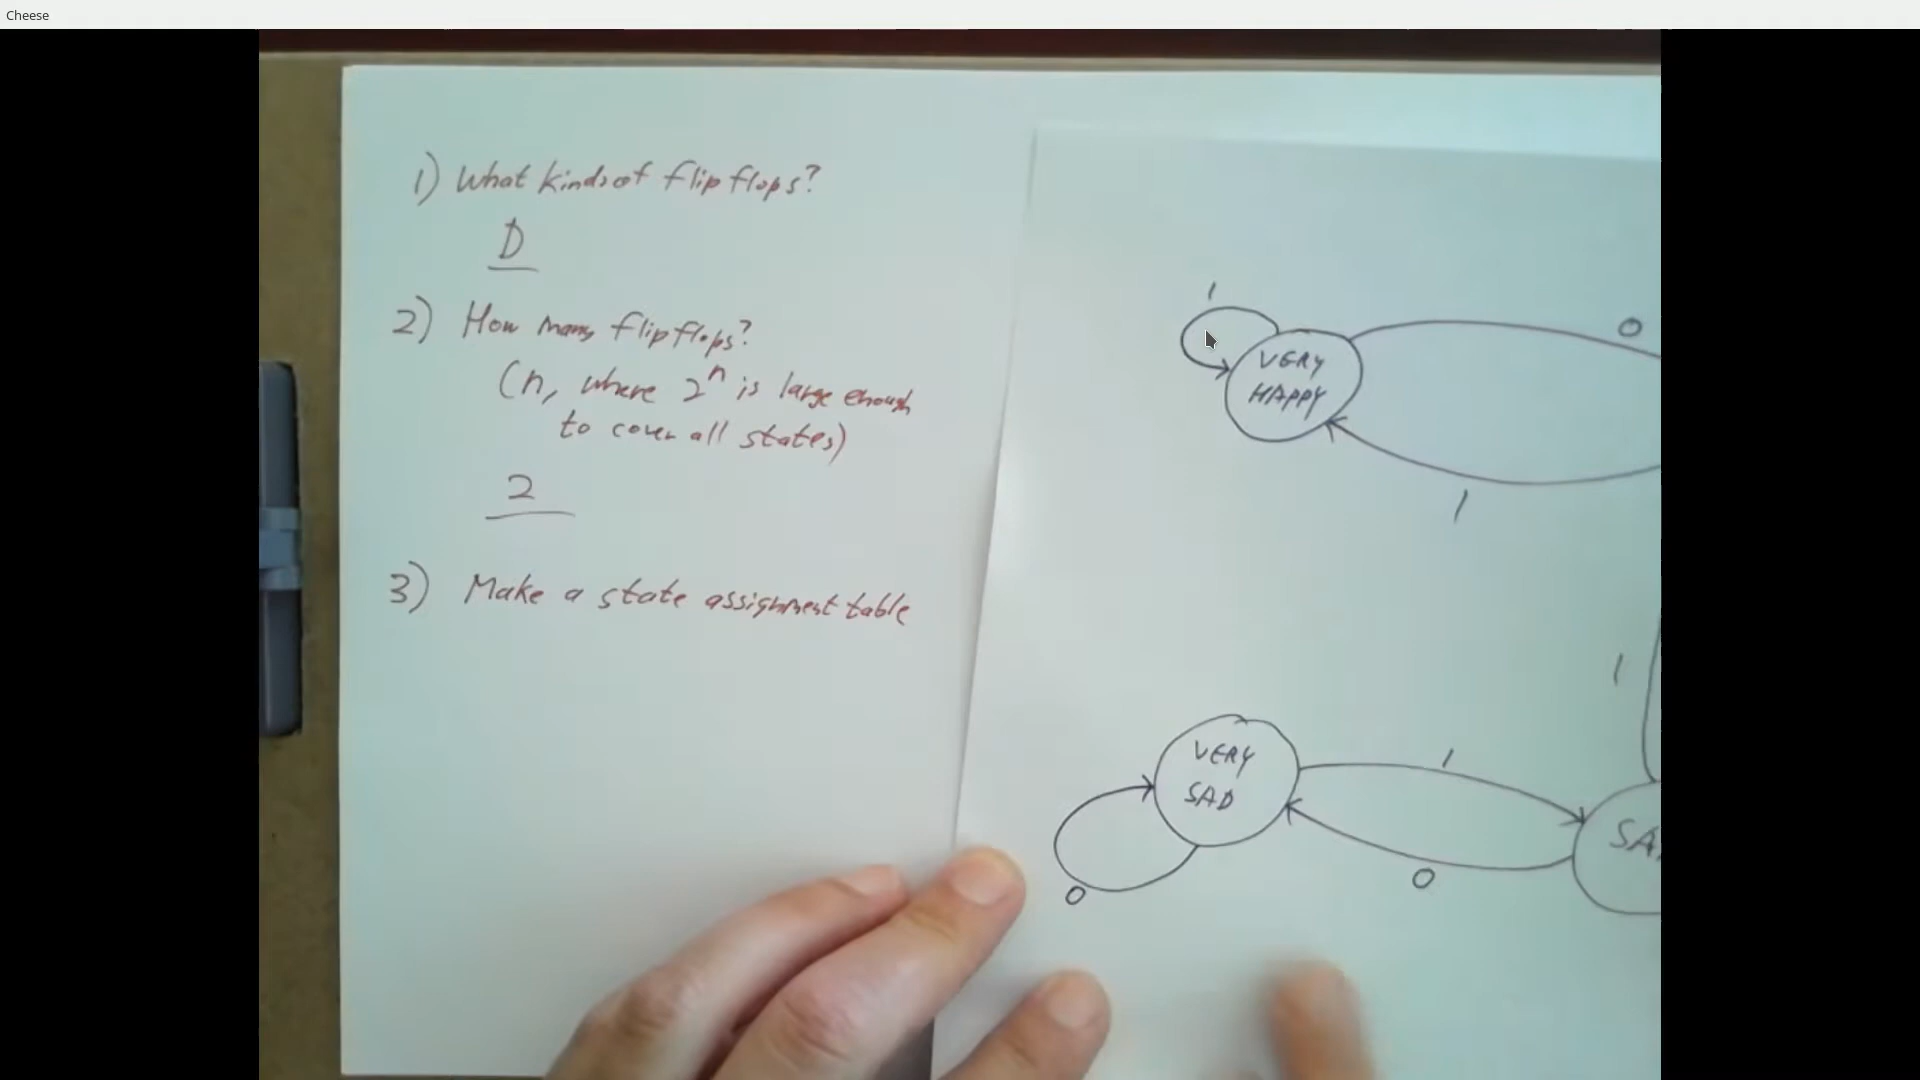 Cheese
1) What kinds of flip flops?
D
2) How many flip flops?
(n, where 2^n is large enough
to cover all states)
2
3) Make a state assignment table
1
0
VERY
HAPPY
1
1
VERY
SAD
1
0
0